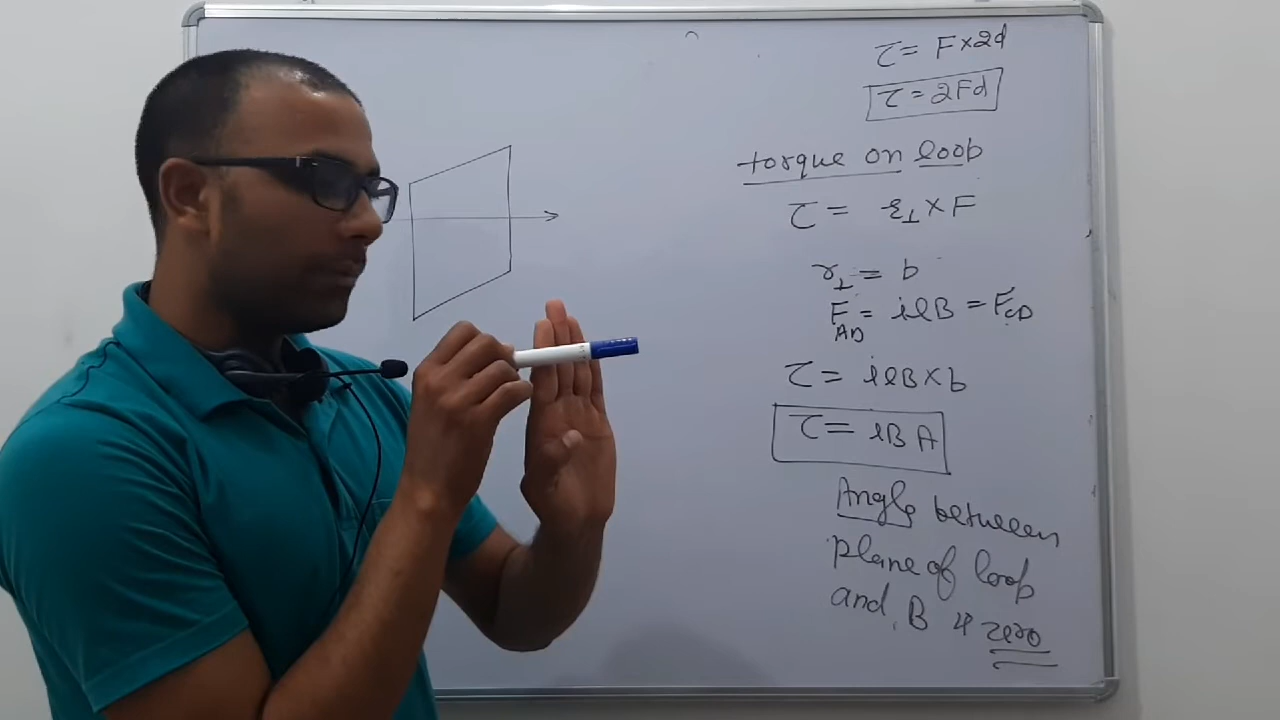 τ = F×2d
τ = 2Fd
torque on loop
τ = r⊥×F
r⊥ = b
F_AD = ilB = F_CD
τ = ilB×b
τ = iBA
Angle between
plane of loop
and B is zero